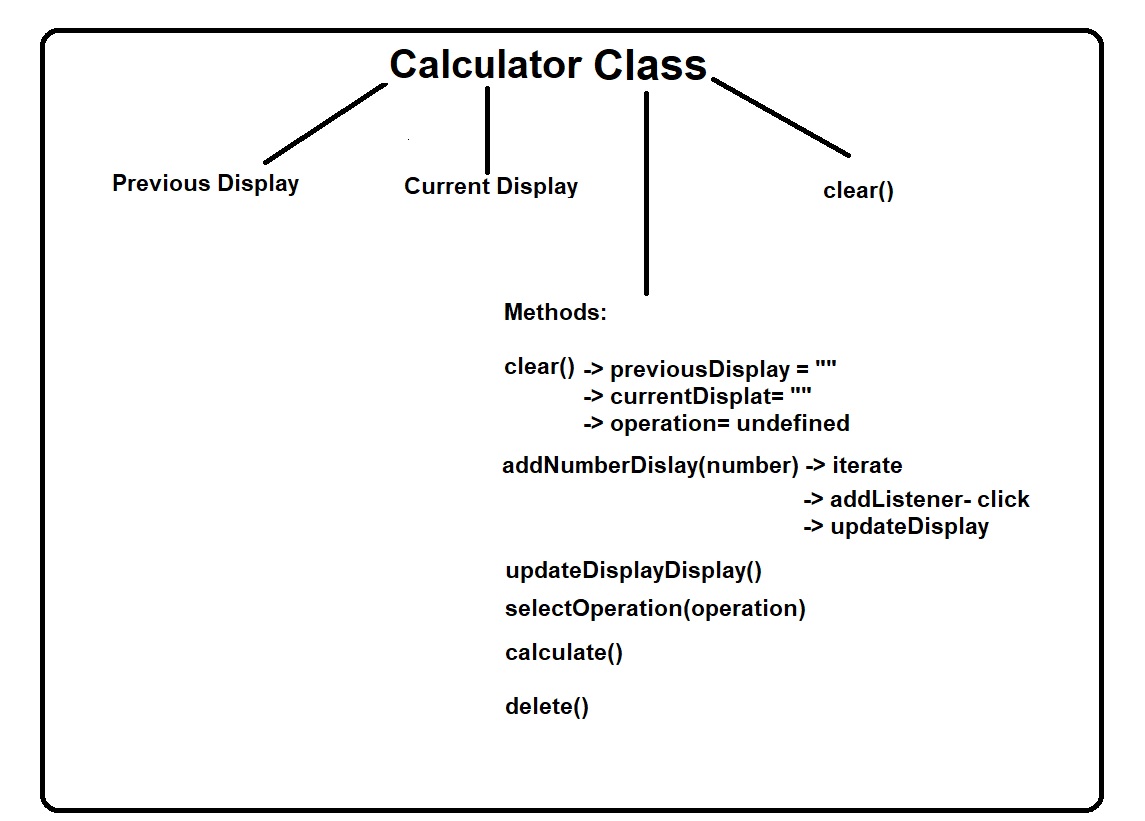 Calculator Class
Previous Display
Current Display
clear()
Methods:
clear() -> previousDisplay = ""
-> currentDisplat= ""
-> operation= undefined
addNumberDislay(number) -> iterate
-> addListener- click
-> updateDisplay
updateDisplayDisplay()
selectOperation(operation)
calculate()
delete()